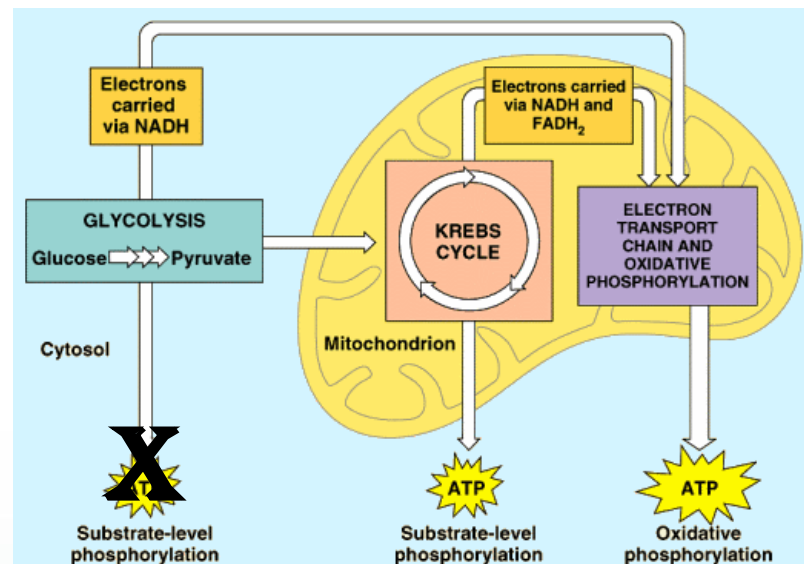 Electrons
carried
via NADH
Electrons carried
via NADH and
FADH₂
GLYCOLYSIS
Glucose Pyruvate
KREBS
CYCLE
ELECTRON
TRANSPORT
CHAIN AND
OXIDATIVE
PHOSPHORYLATION
Cytosol
Mitochondrion
X
ATP
ATP
Substrate-level
phosphorylation
Substrate-level
phosphorylation
Oxidative
phosphorylation